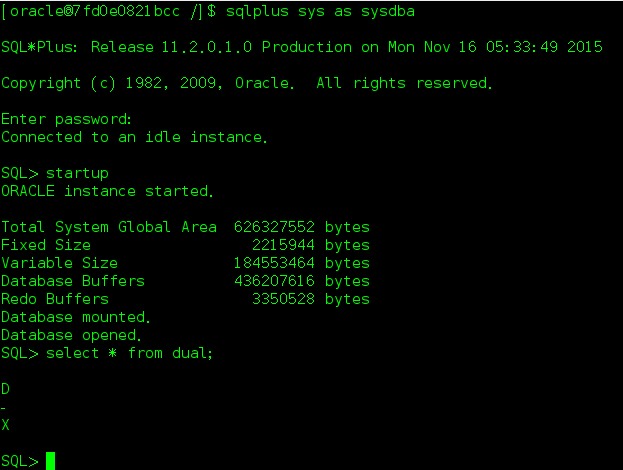 [oracle@7fd0e0821bcc /]$ sqlplus sys as sysdba
SQL*Plus: Release 11.2.0.1.0 Production on Mon Nov 16 05:33:49 2015
Copyright (c) 1982, 2009, Oracle.  All rights reserved.
Enter password:
Connected to an idle instance.
SQL> startup
ORACLE instance started.
Total System Global Area  626327552 bytes
Fixed Size                  2215944 bytes
Variable Size             184553464 bytes
Database Buffers          436207616 bytes
Redo Buffers                3350528 bytes
Database mounted.
Database opened.
SQL> select * from dual;
D
-
X
SQL>